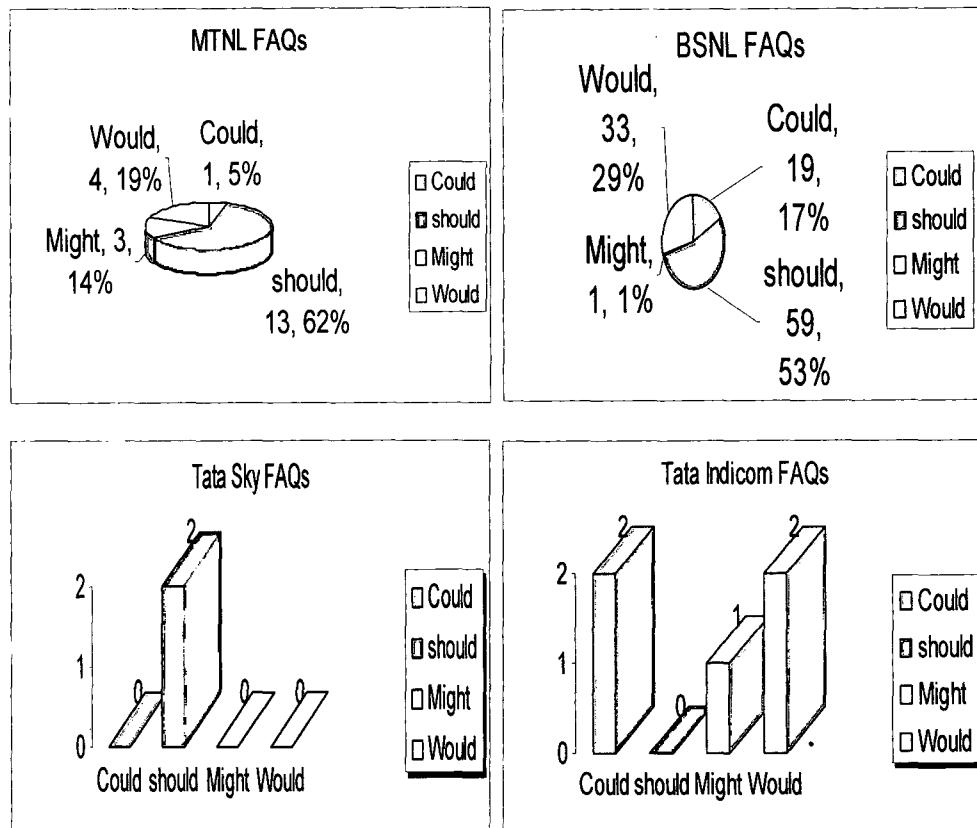 MTNL FAQs
Would,
4, 19%
Could,
1, 5%
Might, 3,
14%
should,
13, 62%
Could
should
Might
Would
BSNL FAQs
Would,
33,
29%
Could,
19,
17%
Might,
1, 1%
should,
59,
53%
Could
should
Might
Would
Tata Sky FAQs
2
1
0
0
2
0
0
Could should Might Would
Could
should
Might
Would
Tata Indicom FAQs
2
1
0
2
0
1
2
Could should Might Would
Could
should
Might
Would